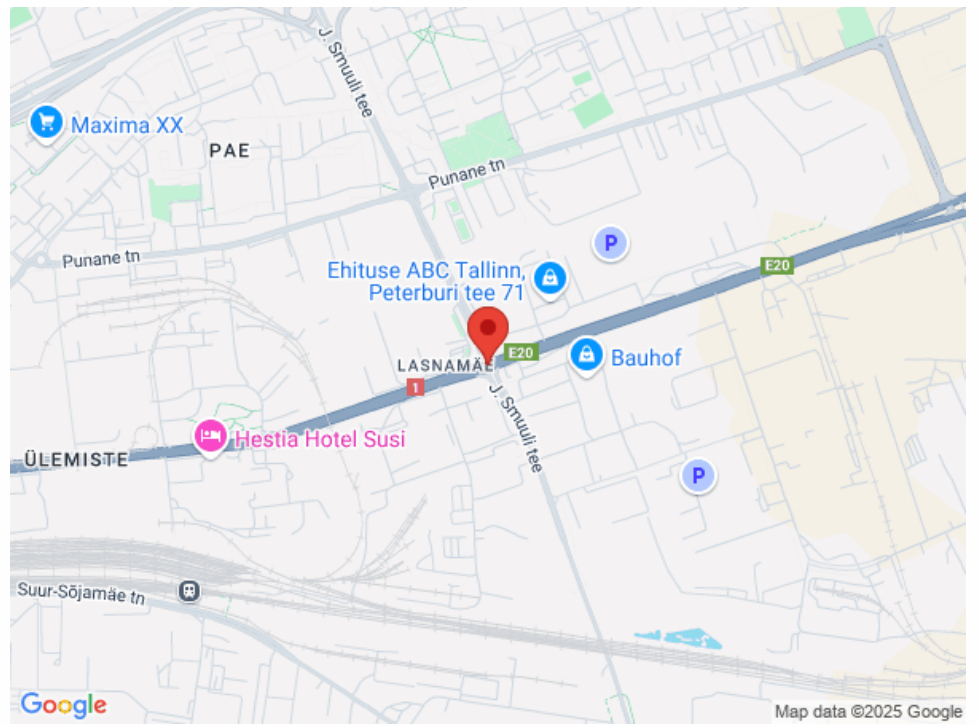 J. Smuuli tee
Maxima XX
PAE
Punane tn
Punane tn
P
E20
Ehituse ABC Tallinn,
Peterburi tee 71
E20
Bauhof
LASNAMÄE
1
J. Smuuli tee
Hestia Hotel Susi
ÜLEMISTE
P
Suur-Sõjamäe tn
Google
Map data ©2025 Google